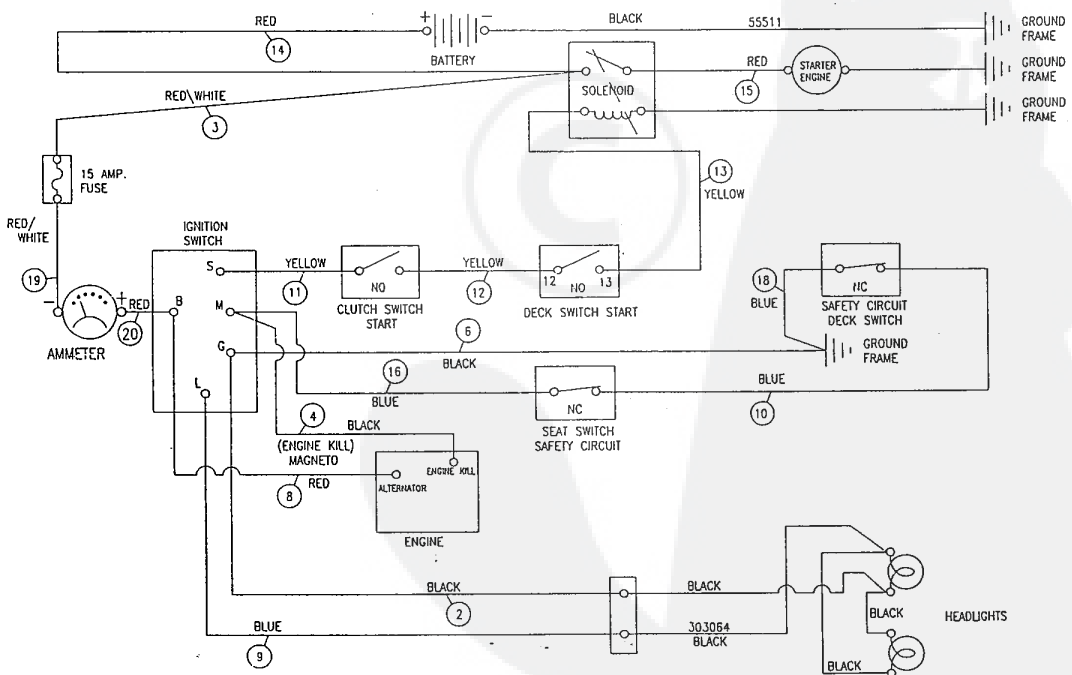 RED
14
+
−
BATTERY
BLACK
55511
GROUND
FRAME
RED\WHITE
3
SOLENOID
RED
15
STARTER
ENGINE
GROUND
FRAME
GROUND
FRAME
15 AMP.
FUSE
13
YELLOW
RED/
WHITE
19
−
+
AMMETER
RED
20
IGNITION
SWITCH
S
B
M
G
L
YELLOW
11
NO
CLUTCH SWITCH
START
YELLOW
12
12
13
NO
DECK SWITCH START
18
BLUE
NC
SAFETY CIRCUIT
DECK SWITCH
6
BLACK
GROUND
FRAME
16
BLUE
NC
SEAT SWITCH
SAFETY CIRCUIT
BLUE
10
4
BLACK
(ENGINE KILL)
MAGNETO
8
RED
ENGINE KILL
ALTERNATOR
ENGINE
BLACK
2
BLACK
BLUE
9
303064
BLACK
BLACK
BLACK
HEADLIGHTS
©